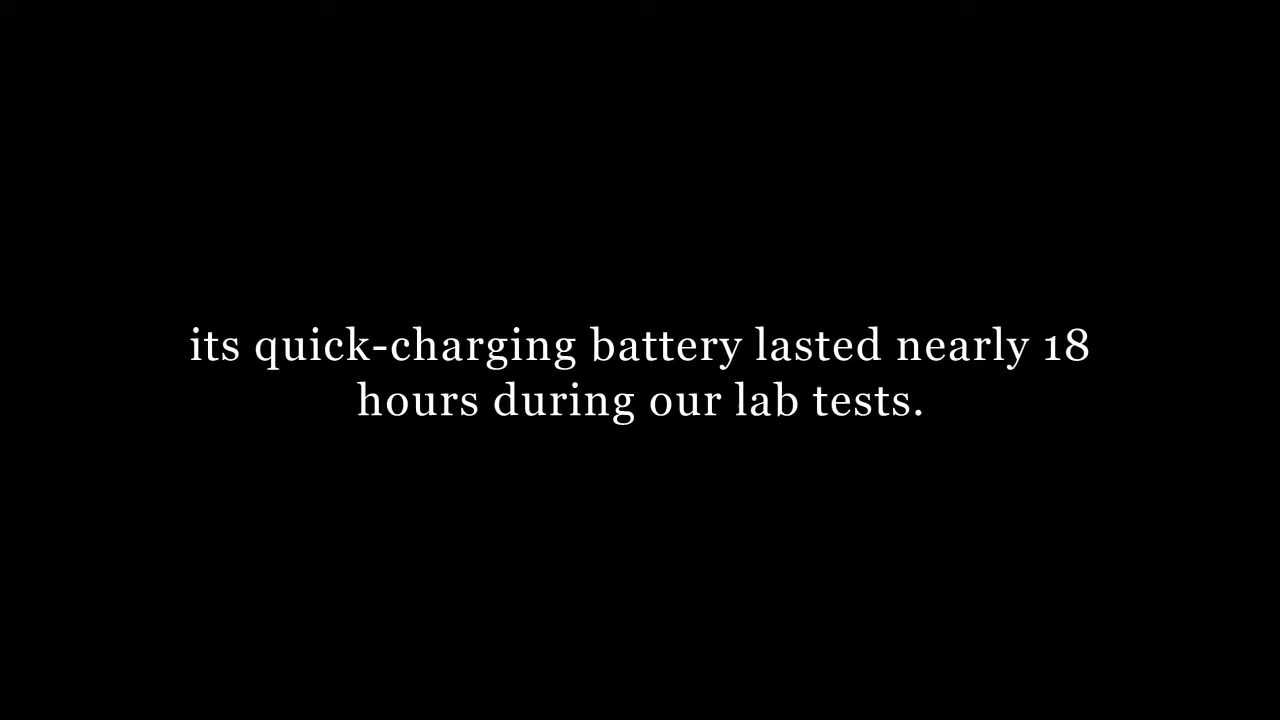 its quick-charging battery lasted nearly 18
hours during our lab tests.